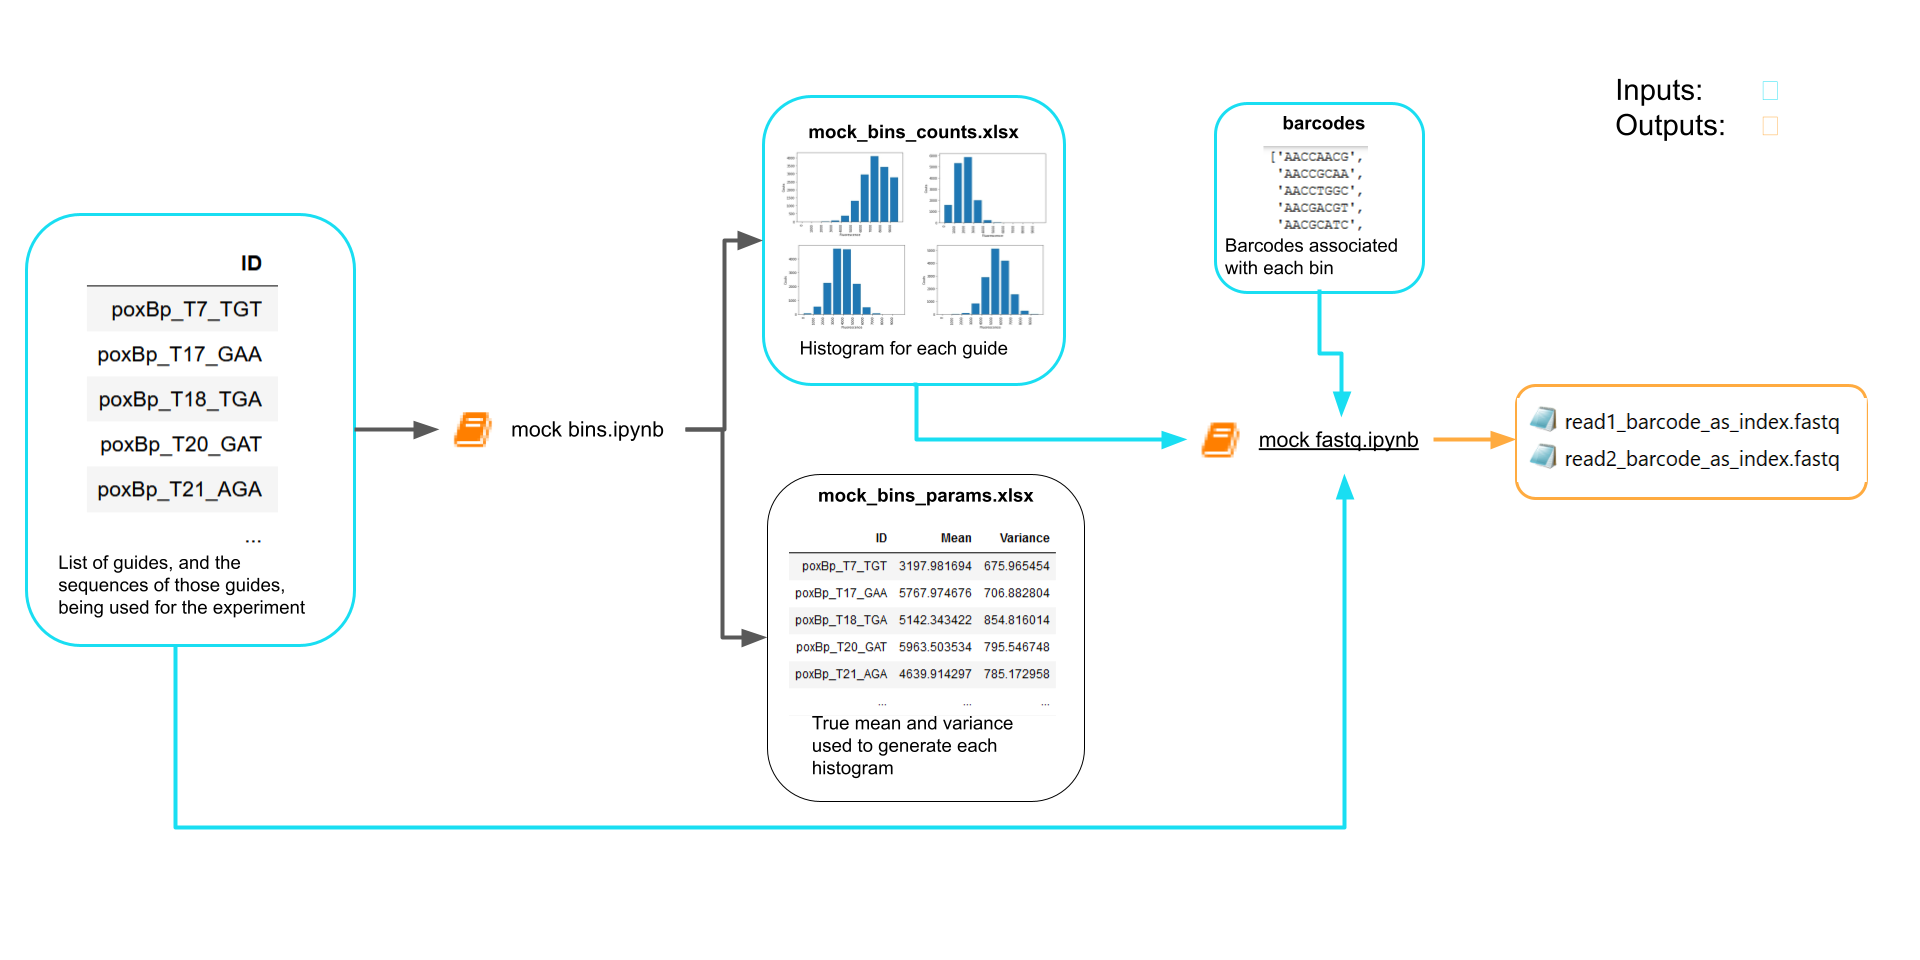 Inputs:
Outputs:
ID
poxBp_T7_TGT
poxBp_T17_GAA
poxBp_T18_TGA
poxBp_T20_GAT
poxBp_T21_AGA
...
List of guides, and the
sequences of those guides,
being used for the experiment
mock bins.ipynb
mock_bins_counts.xlsx
Histogram for each guide
mock_bins_params.xlsx
ID Mean Variance
poxBp_T7_TGT 3197.981694 675.965454
poxBp_T17_GAA 5767.974676 706.882804
poxBp_T18_TGA 5142.343422 854.816014
poxBp_T20_GAT 5963.503534 795.546748
poxBp_T21_AGA 4639.914297 785.172958
... ... ...
True mean and variance
used to generate each
histogram
barcodes
['AACCAACG',
'AACCGCAA',
'AACCTGGC',
'AACGACGT',
'AACGCATC',
Barcodes associated
with each bin
mock fastq.ipynb
read1_barcode_as_index.fastq
read2_barcode_as_index.fastq